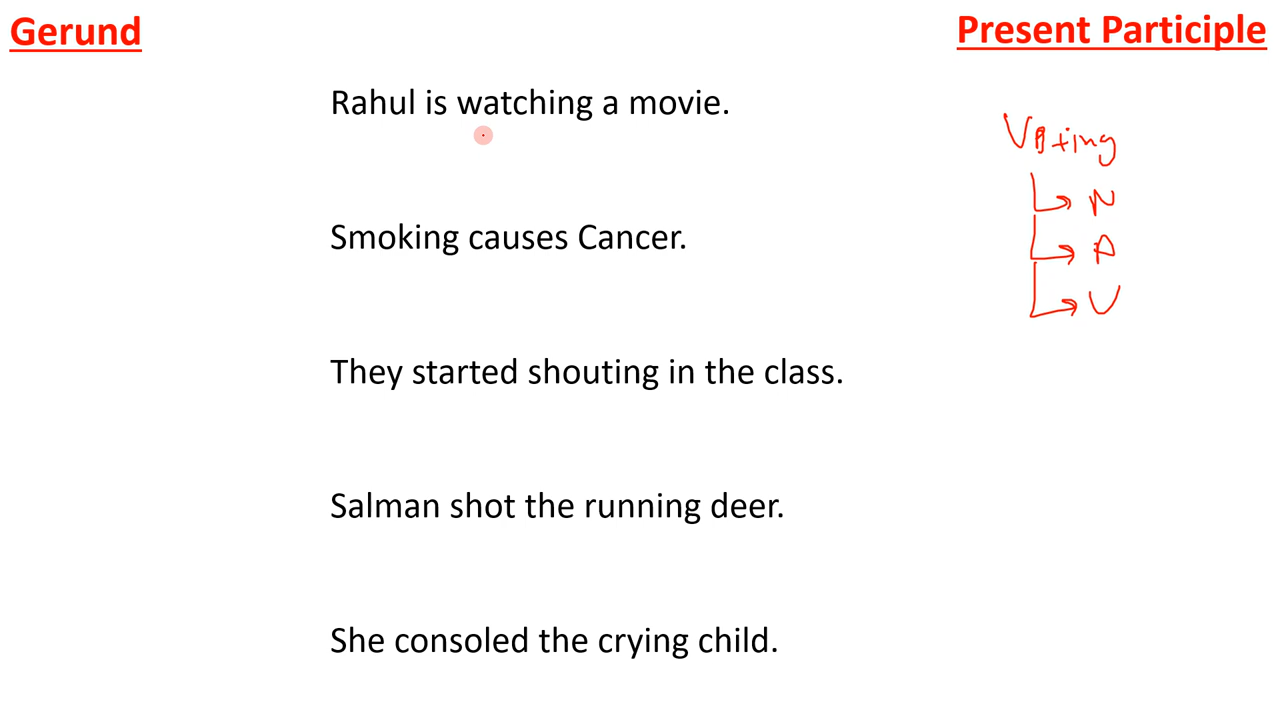 Gerund
Present Participle
Rahul is watching a movie.
VB+ing
N
A
V
Smoking causes Cancer.
They started shouting in the class.
Salman shot the running deer.
She consoled the crying child.